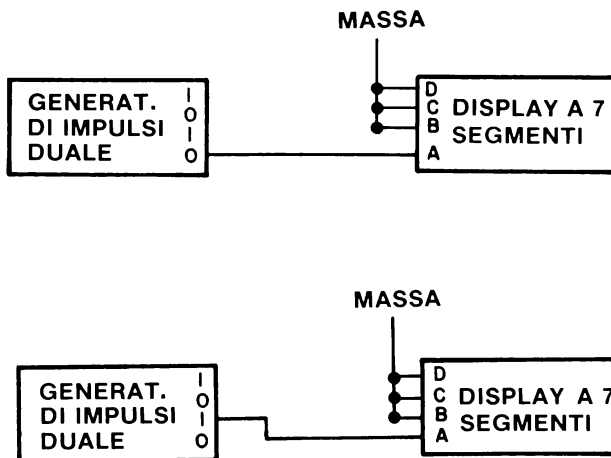 MASSA
GENERAT.
DI IMPULSI
DUALE
I
O
I
O
D
C
B
A
DISPLAY A 7
SEGMENTI
MASSA
GENERAT.
DI IMPULSI
DUALE
I
O
I
O
D
C
B
A
DISPLAY A 7
SEGMENTI